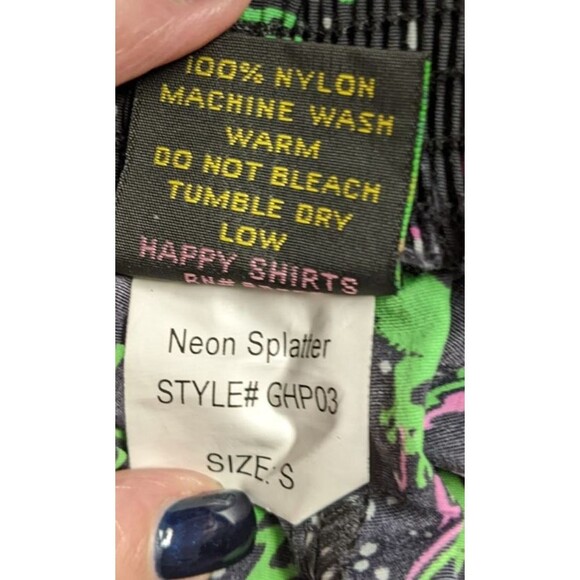 100% NYLON
MACHINE WASH
WARM
DO NOT BLEACH
TUMBLE DRY
LOW
HAPPY SHIRTS
Neon Splatter
STYLE# GHP03
SIZE: S